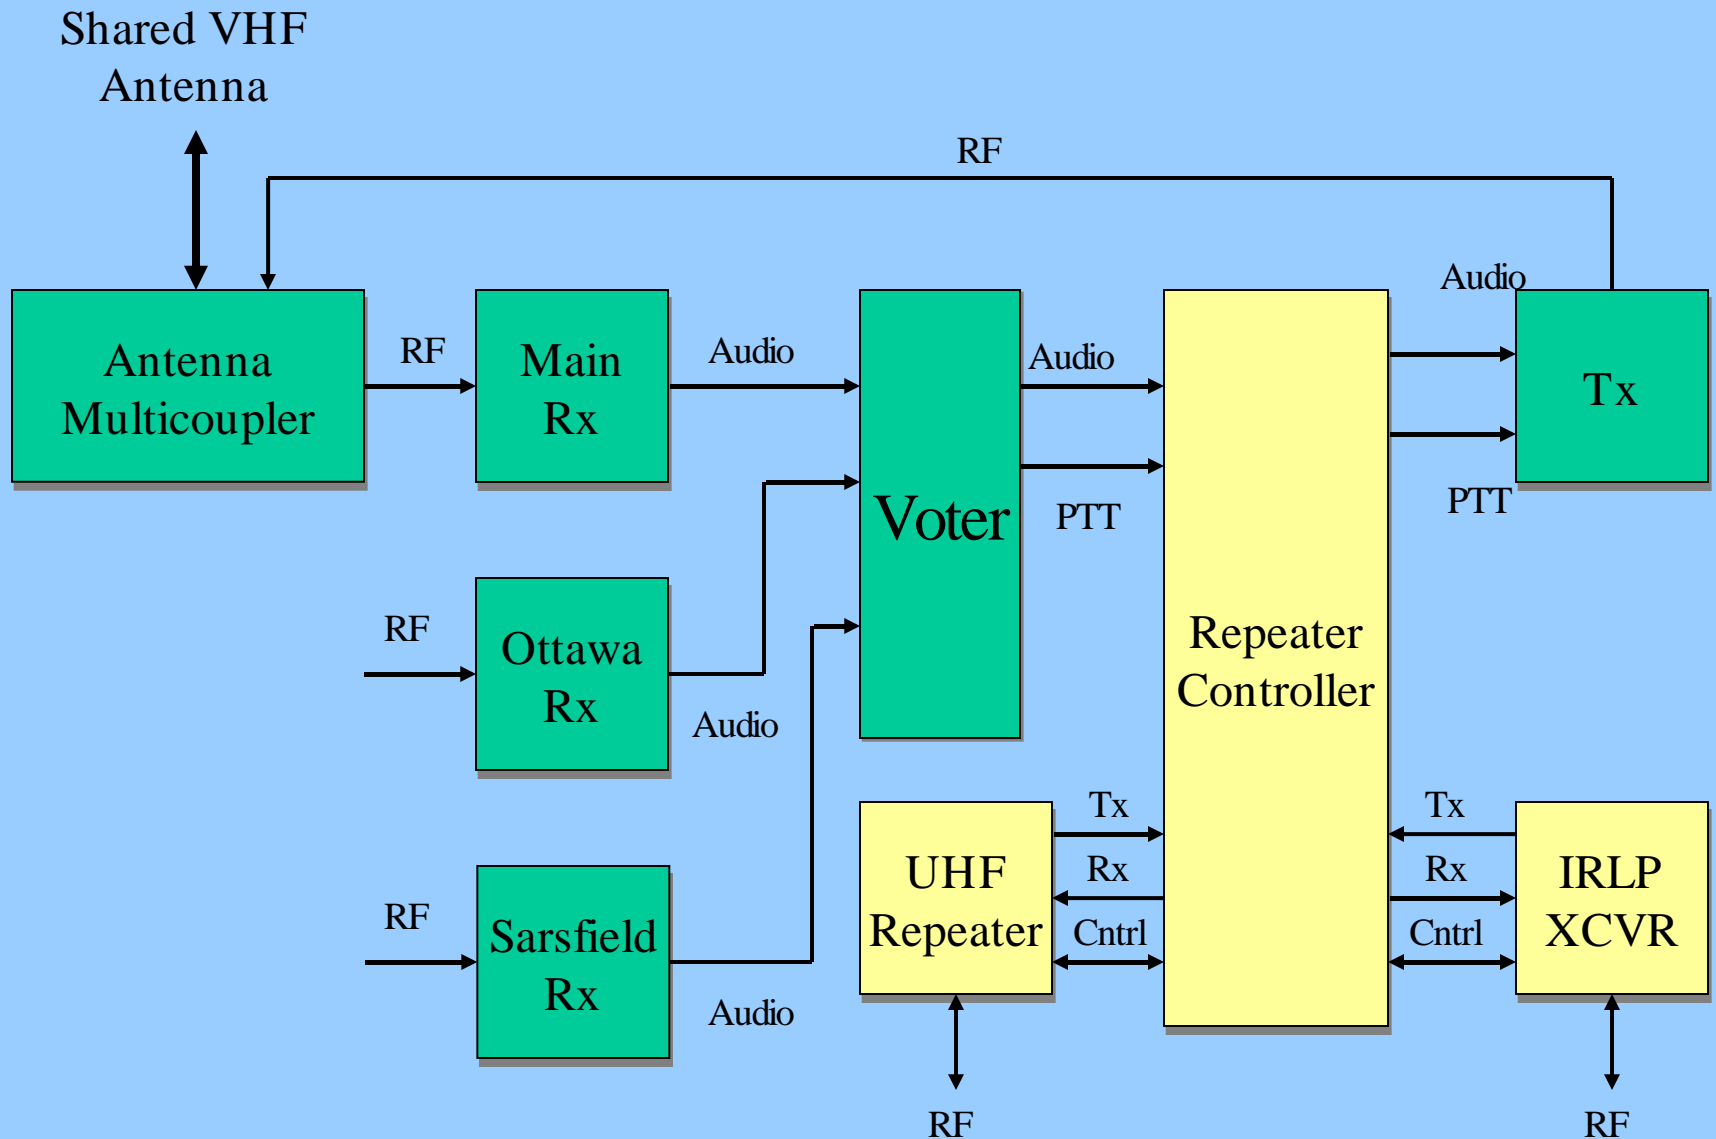 Shared VHF
Antenna
RF
Antenna
Multicoupler
RF
Main
Rx
Audio
Voter
Audio
PTT
Repeater
Controller
Audio
PTT
Tx
RF
Ottawa
Rx
Audio
RF
Sarsfield
Rx
Audio
UHF
Repeater
Tx
Rx
Cntrl
Tx
Rx
Cntrl
IRLP
XCVR
RF
RF